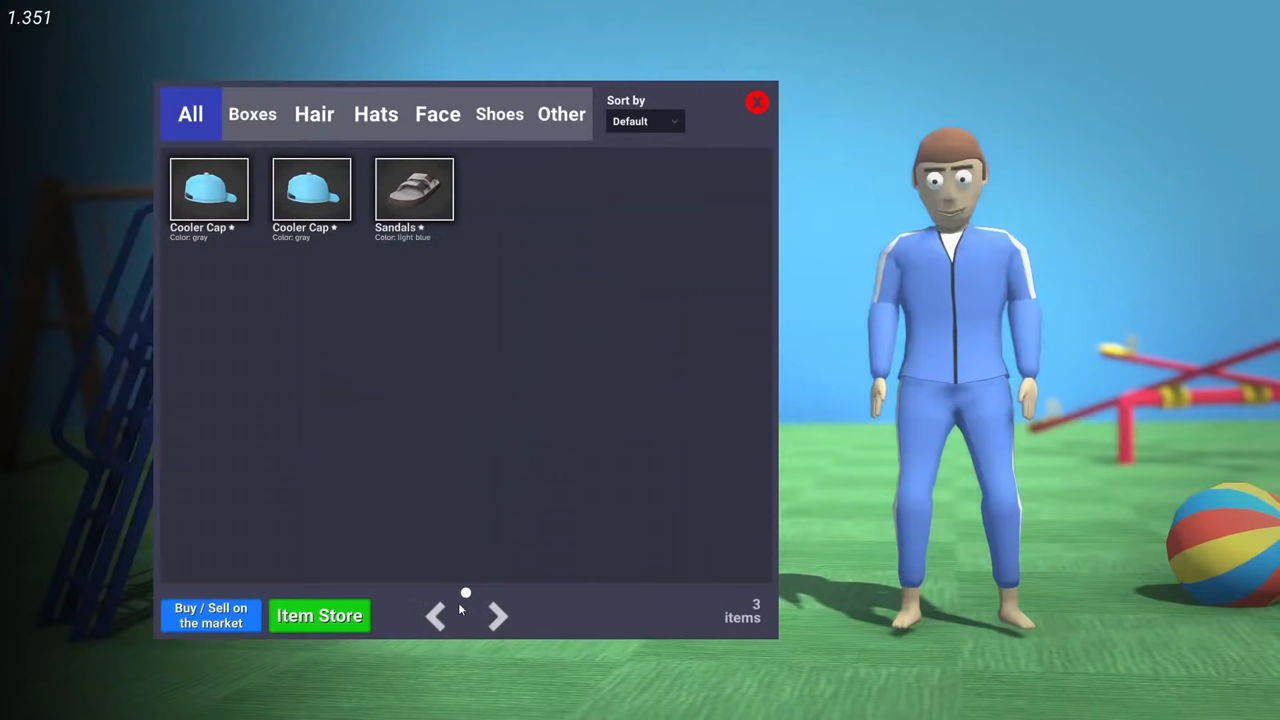 1.351
All Boxes Hair Hats Face Shoes Other
Sort by
Default
X
Cooler Cap ★
Color: gray
Cooler Cap ★
Color: gray
Sandals ★
Color: light blue
Buy / Sell on
the market
Item Store
3
items